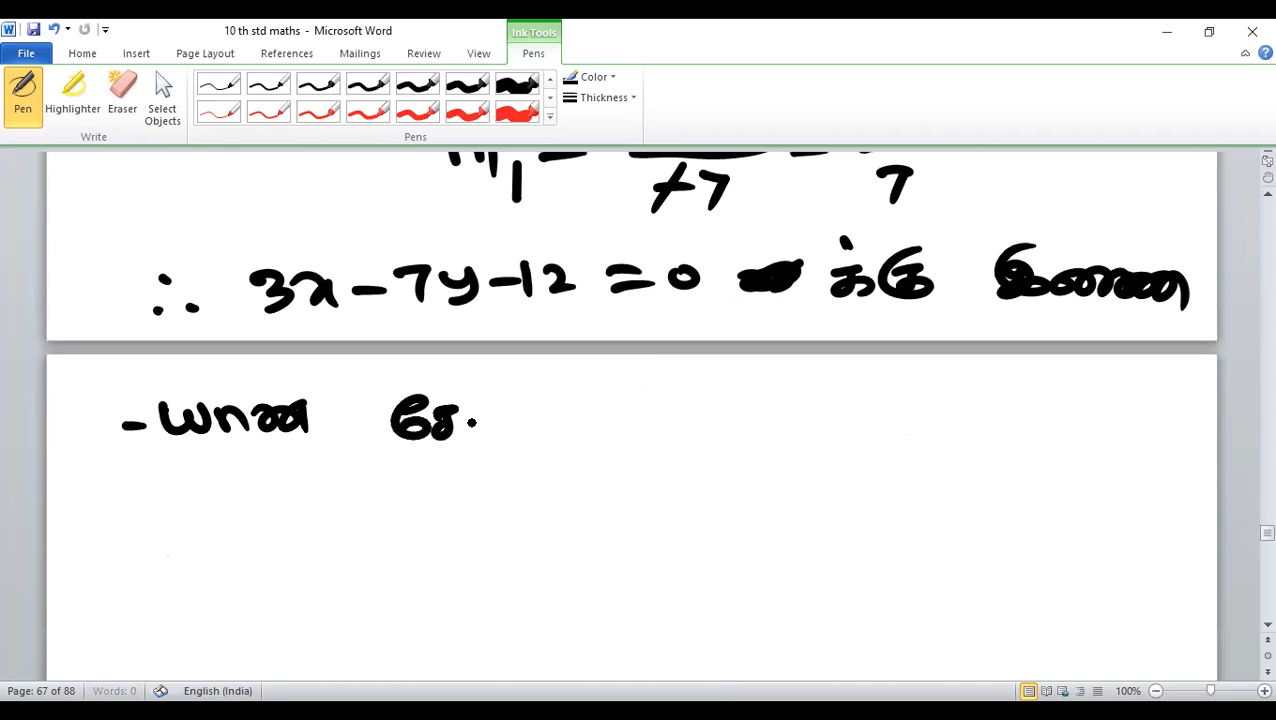 10 th std maths - Microsoft Word
Ink Tools
File Home Insert Page Layout References Mailings Review View Pens
Pen Highlighter Eraser Select Objects
Color
Thickness
Write Pens
m₁ =
7 7
∴ 3x - 7y - 12 = 0 க்கு
-யான
Page: 67 of 88 Words: 0 English (India) 100%